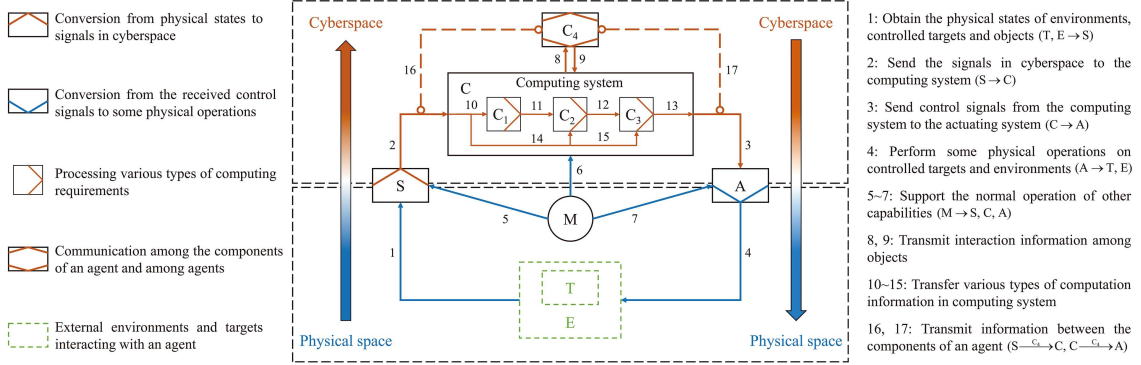 Conversion from physical states to
signals in cyberspace
Conversion from the received control
signals to some physical operations
Processing various types of computing
requirements
Communication among the components
of an agent and among agents
External environments and targets
interacting with an agent
Cyberspace
Cyberspace
C₄
16
8
9
17
Computing system
C
10
11
12
13
C₁
C₂
C₃
14
15
2
3
6
S
A
M
5
7
1
4
T
E
Physical space
Physical space
1: Obtain the physical states of environments,
controlled targets and objects (T, E → S)
2: Send the signals in cyberspace to the
computing system (S → C)
3: Send control signals from the computing
system to the actuating system (C → A)
4: Perform some physical operations on
controlled targets and environments (A → T, E)
5~7: Support the normal operation of other
capabilities (M → S, C, A)
8, 9: Transmit interaction information among
objects
10~15: Transfer various types of computation
information in computing system
16, 17: Transmit information between the
components of an agent (S —C₄→ C, C —C₄→ A)